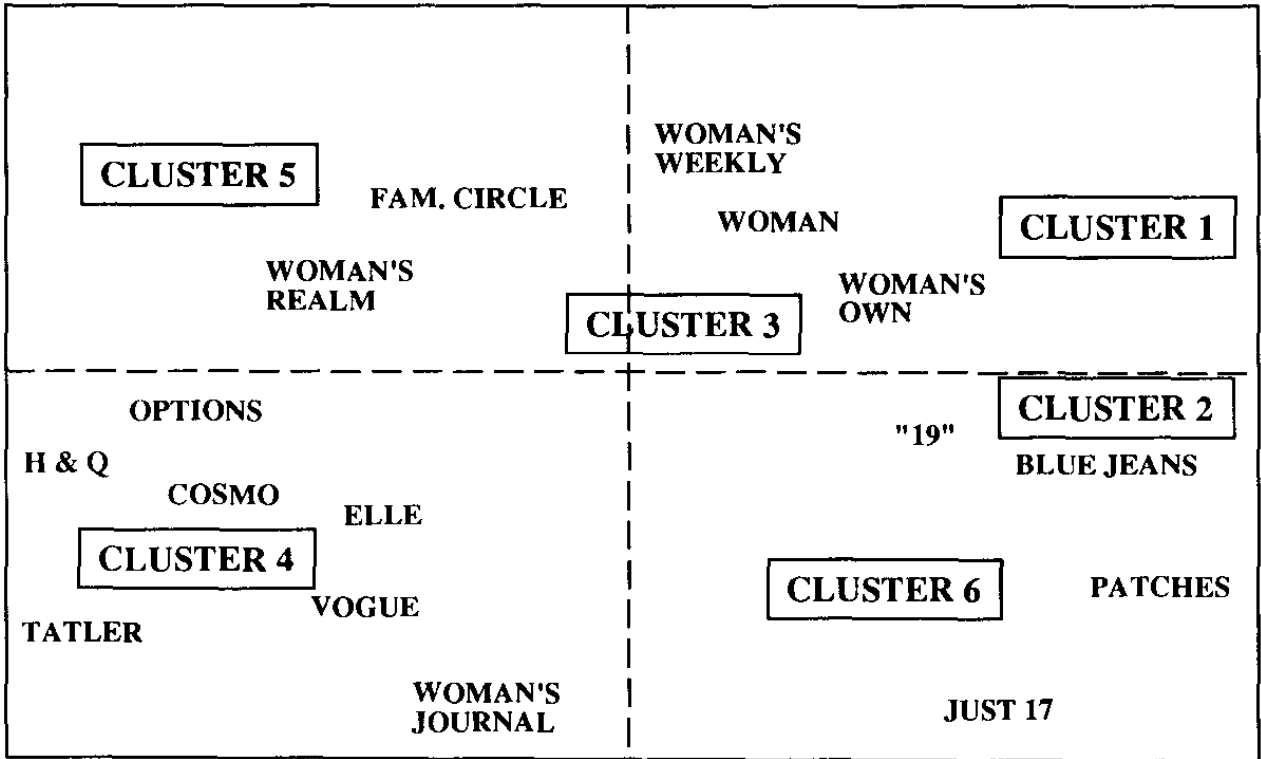 WOMAN'S
WEEKLY
CLUSTER 5
FAM. CIRCLE
WOMAN
CLUSTER 1
WOMAN'S
REALM
WOMAN'S
OWN
CLUSTER 3
OPTIONS
CLUSTER 2
"19"
H & Q
BLUE JEANS
COSMO
ELLE
CLUSTER 4
CLUSTER 6
PATCHES
VOGUE
TATLER
WOMAN'S
JOURNAL
JUST 17